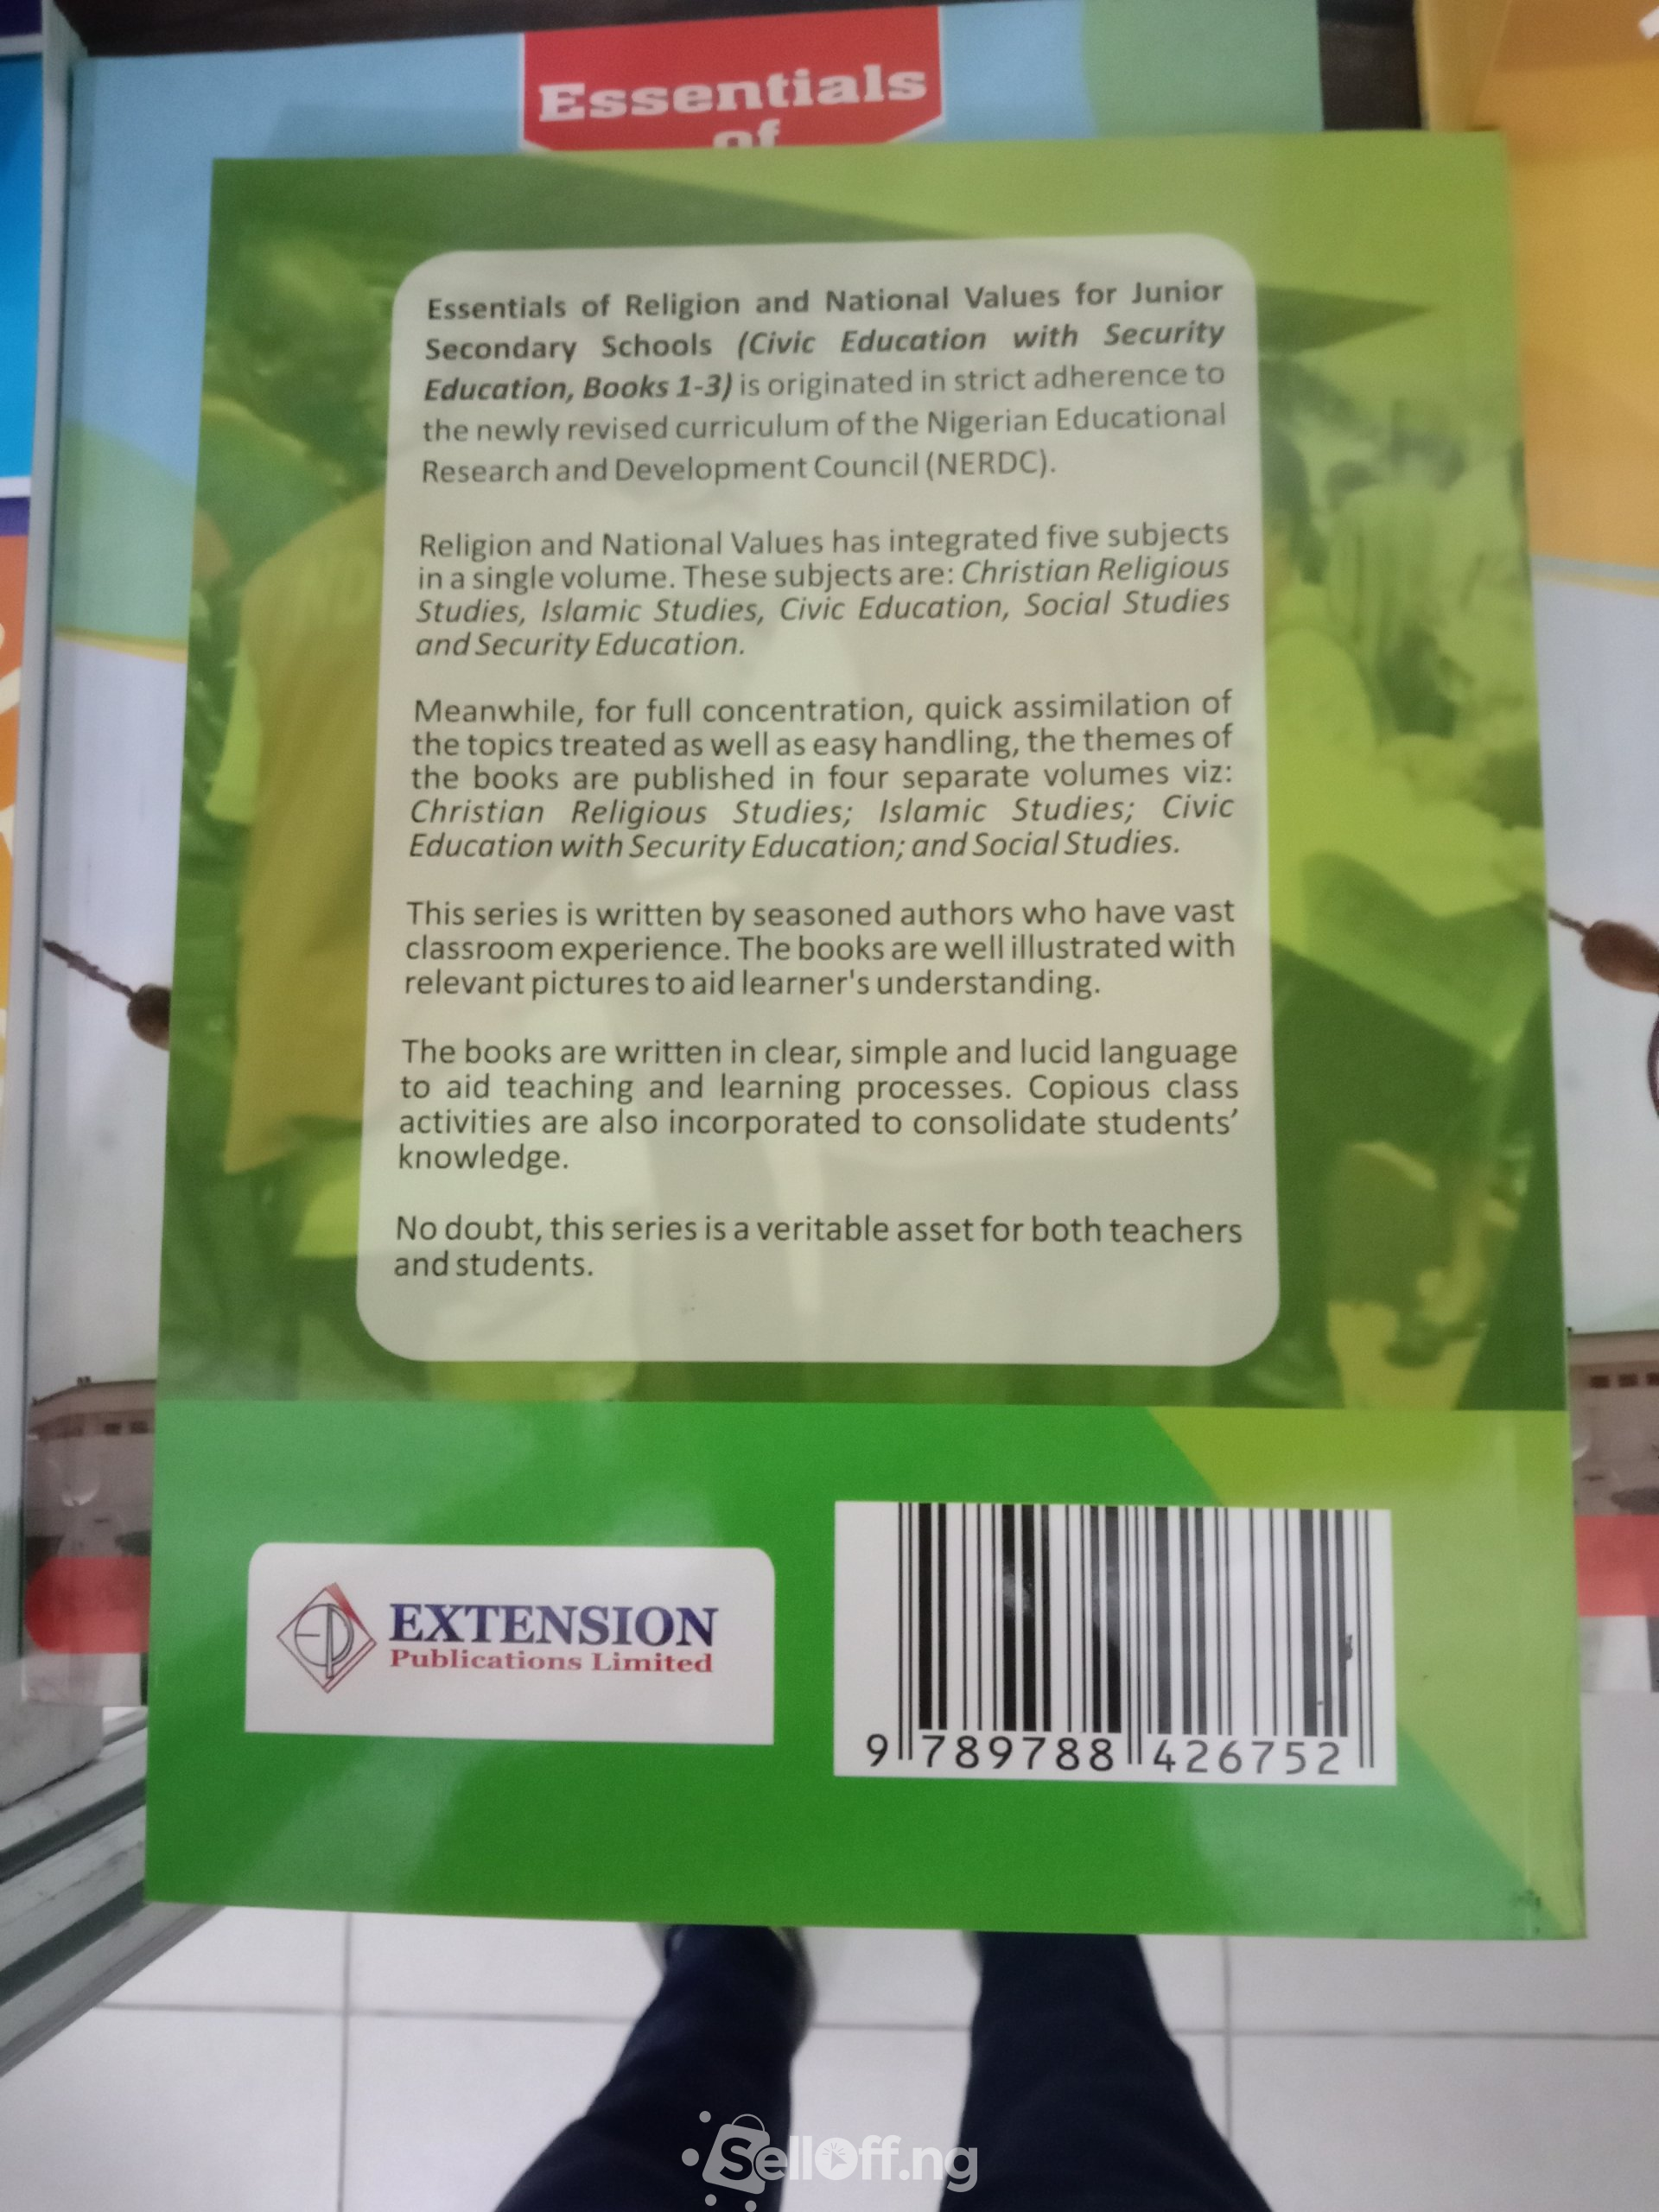 Essentials
of
Essentials of Religion and National Values for Junior
Secondary Schools (Civic Education with Security
Education, Books 1-3) is originated in strict adherence to
the newly revised curriculum of the Nigerian Educational
Research and Development Council (NERDC).
Religion and National Values has integrated five subjects
in a single volume. These subjects are: Christian Religious
Studies, Islamic Studies, Civic Education, Social Studies
and Security Education.
Meanwhile, for full concentration, quick assimilation of
the topics treated as well as easy handling, the themes of
the books are published in four separate volumes viz:
Christian Religious Studies; Islamic Studies; Civic
Education with Security Education; and Social Studies.
This series is written by seasoned authors who have vast
classroom experience. The books are well illustrated with
relevant pictures to aid learner's understanding.
The books are written in clear, simple and lucid language
to aid teaching and learning processes. Copious class
activities are also incorporated to consolidate students’
knowledge.
No doubt, this series is a veritable asset for both teachers
and students.
EP
EXTENSION
Publications Limited
9 789788 426752
SellOff.ng